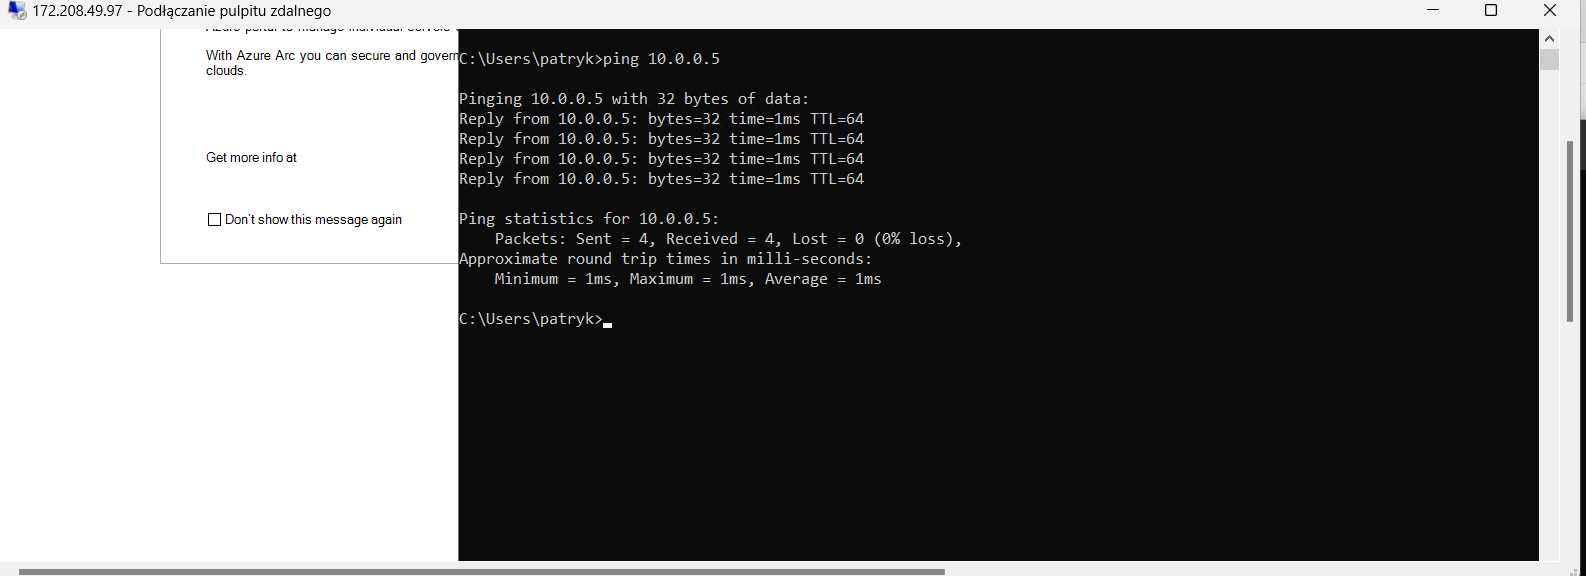 172.208.49.97 - Podłączanie pulpitu zdalnego
Azure portal to manage individual servers
With Azure Arc you can secure and govern
clouds.
Get more info at
Don't show this message again
C:\Users\patryk>ping 10.0.0.5
Pinging 10.0.0.5 with 32 bytes of data:
Reply from 10.0.0.5: bytes=32 time=1ms TTL=64
Reply from 10.0.0.5: bytes=32 time=1ms TTL=64
Reply from 10.0.0.5: bytes=32 time=1ms TTL=64
Reply from 10.0.0.5: bytes=32 time=1ms TTL=64
Ping statistics for 10.0.0.5:
Packets: Sent = 4, Received = 4, Lost = 0 (0% loss),
Approximate round trip times in milli-seconds:
Minimum = 1ms, Maximum = 1ms, Average = 1ms
C:\Users\patryk>